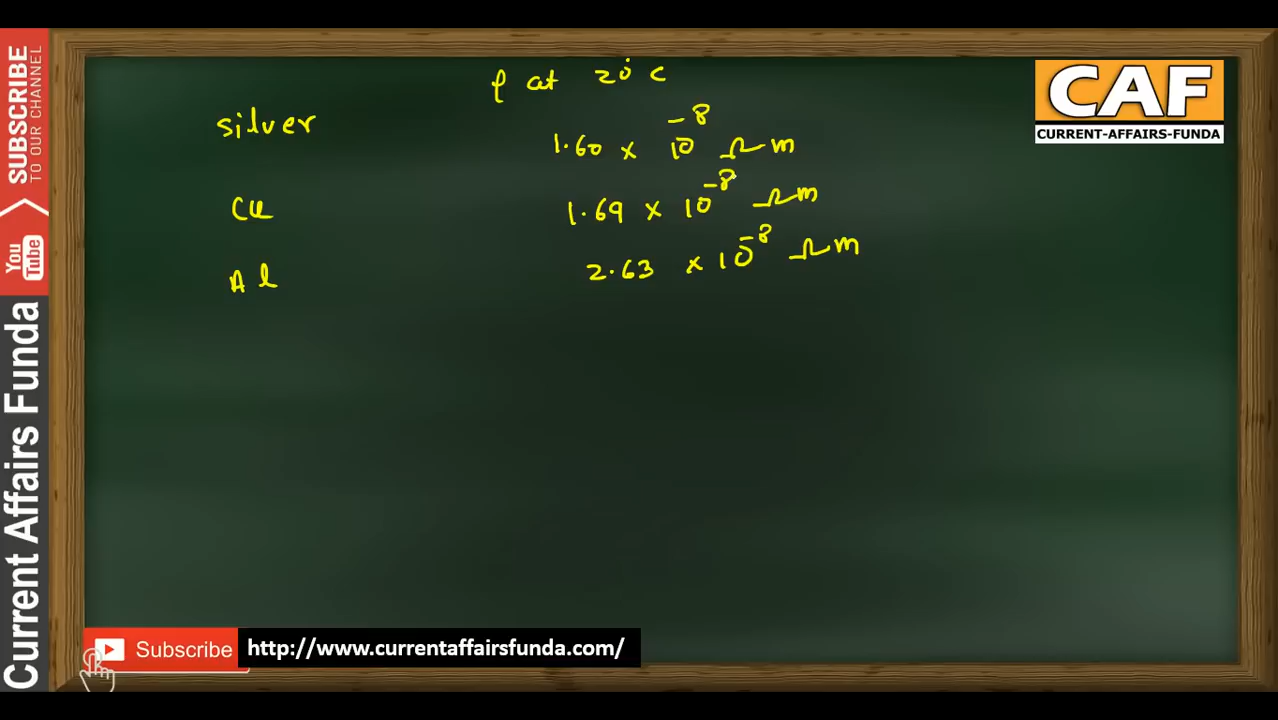 ρ at 20°C
silver 1.60 × 10⁻⁸ Ωm
Cu 1.69 × 10⁻⁸ Ωm
Al 2.63 × 10⁻⁸ Ωm
CAF
CURRENT-AFFAIRS-FUNDA
SUBSCRIBE
TO OUR CHANNEL
You
Tube
Current Affairs Funda
Subscribe
http://www.currentaffairsfunda.com/